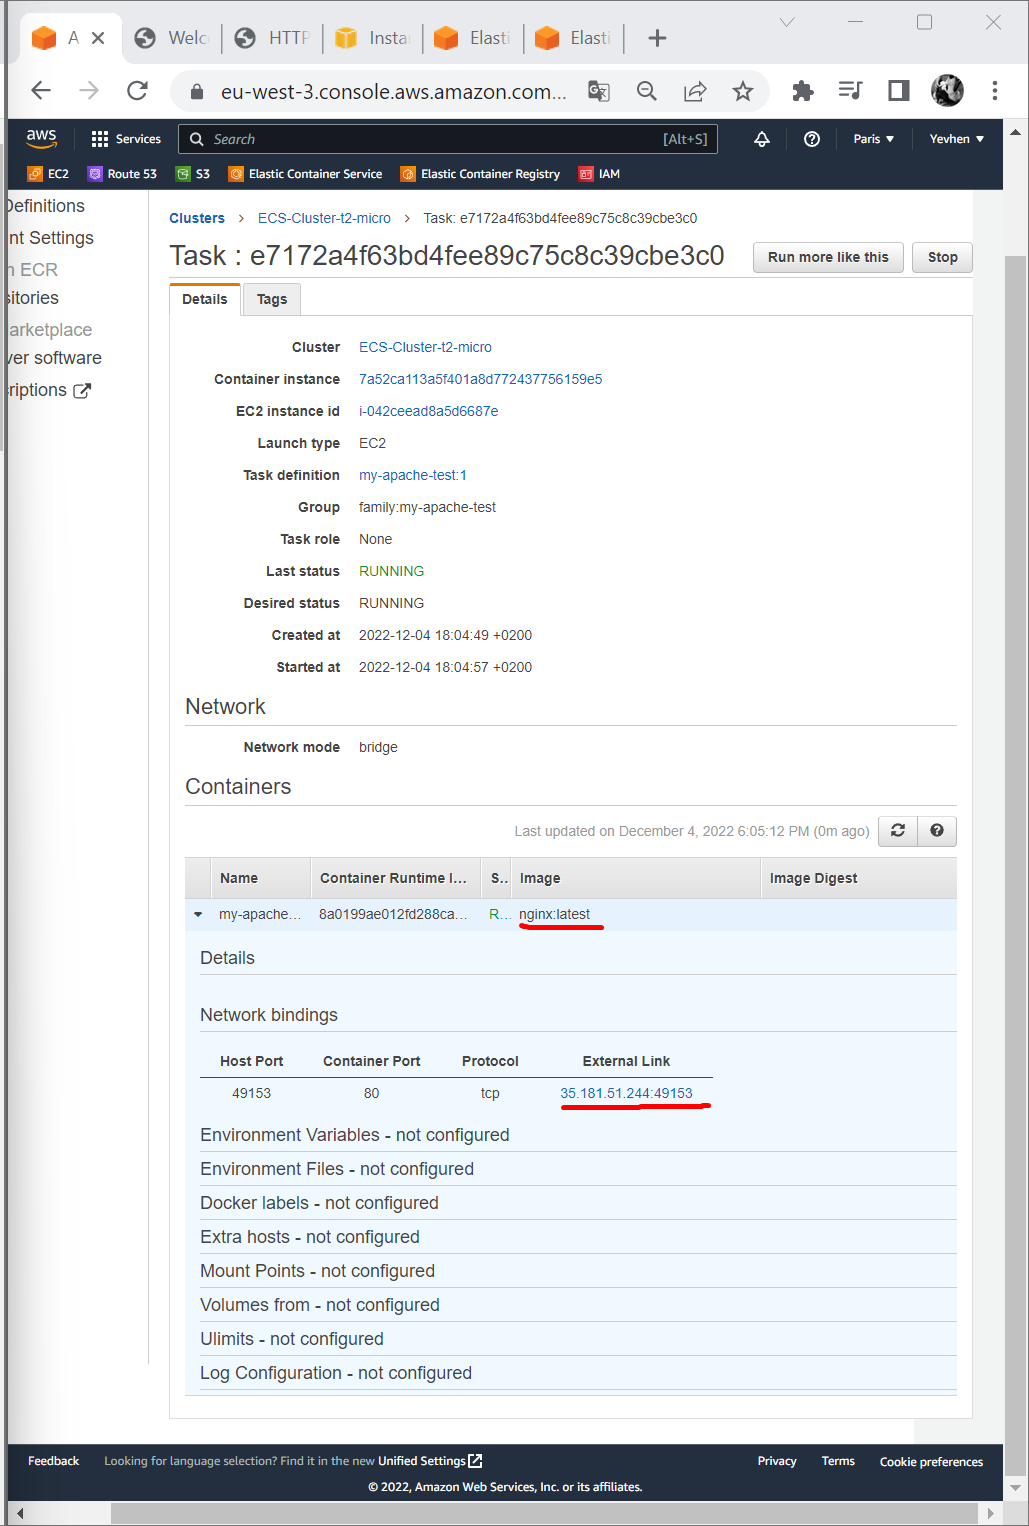 A
Welc
HTTP
Insta
Elasti
Elasti
eu-west-3.console.aws.amazon.com...
aws
Services
Search
[Alt+S]
Paris
Yevhen
EC2
Route 53
S3
Elastic Container Service
Elastic Container Registry
IAM
Definitions
nt Settings
n ECR
sitories
arketplace
ver software
criptions
Clusters > ECS-Cluster-t2-micro > Task: e7172a4f63bd4fee89c75c8c39cbe3c0
Task : e7172a4f63bd4fee89c75c8c39cbe3c0
Run more like this
Stop
Details
Tags
Cluster ECS-Cluster-t2-micro
Container instance 7a52ca113a5f401a8d772437756159e5
EC2 instance id i-042ceead8a5d6687e
Launch type EC2
Task definition my-apache-test:1
Group family:my-apache-test
Task role None
Last status RUNNING
Desired status RUNNING
Created at 2022-12-04 18:04:49 +0200
Started at 2022-12-04 18:04:57 +0200
Network
Network mode bridge
Containers
Last updated on December 4, 2022 6:05:12 PM (0m ago)
Name Container Runtime I... S... Image Image Digest
my-apache... 8a0199ae012fd288ca... R... nginx:latest
Details
Network bindings
Host Port Container Port Protocol External Link
49153 80 tcp 35.181.51.244:49153
Environment Variables - not configured
Environment Files - not configured
Docker labels - not configured
Extra hosts - not configured
Mount Points - not configured
Volumes from - not configured
Ulimits - not configured
Log Configuration - not configured
Feedback
Looking for language selection? Find it in the new Unified Settings
Privacy
Terms
Cookie preferences
© 2022, Amazon Web Services, Inc. or its affiliates.